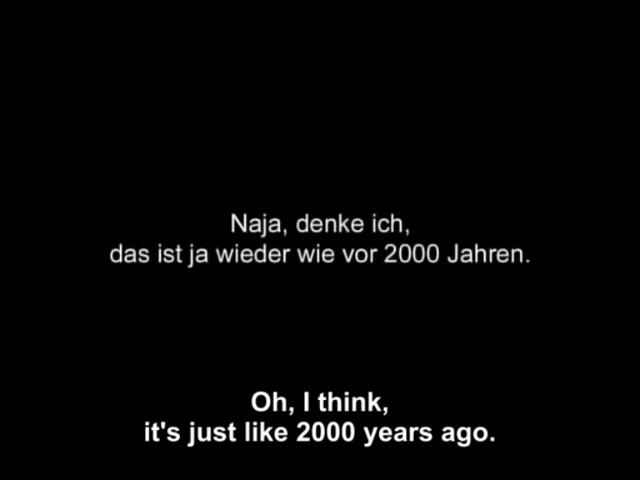 Naja, denke ich,
das ist ja wieder wie vor 2000 Jahren.
Oh, I think,
it's just like 2000 years ago.